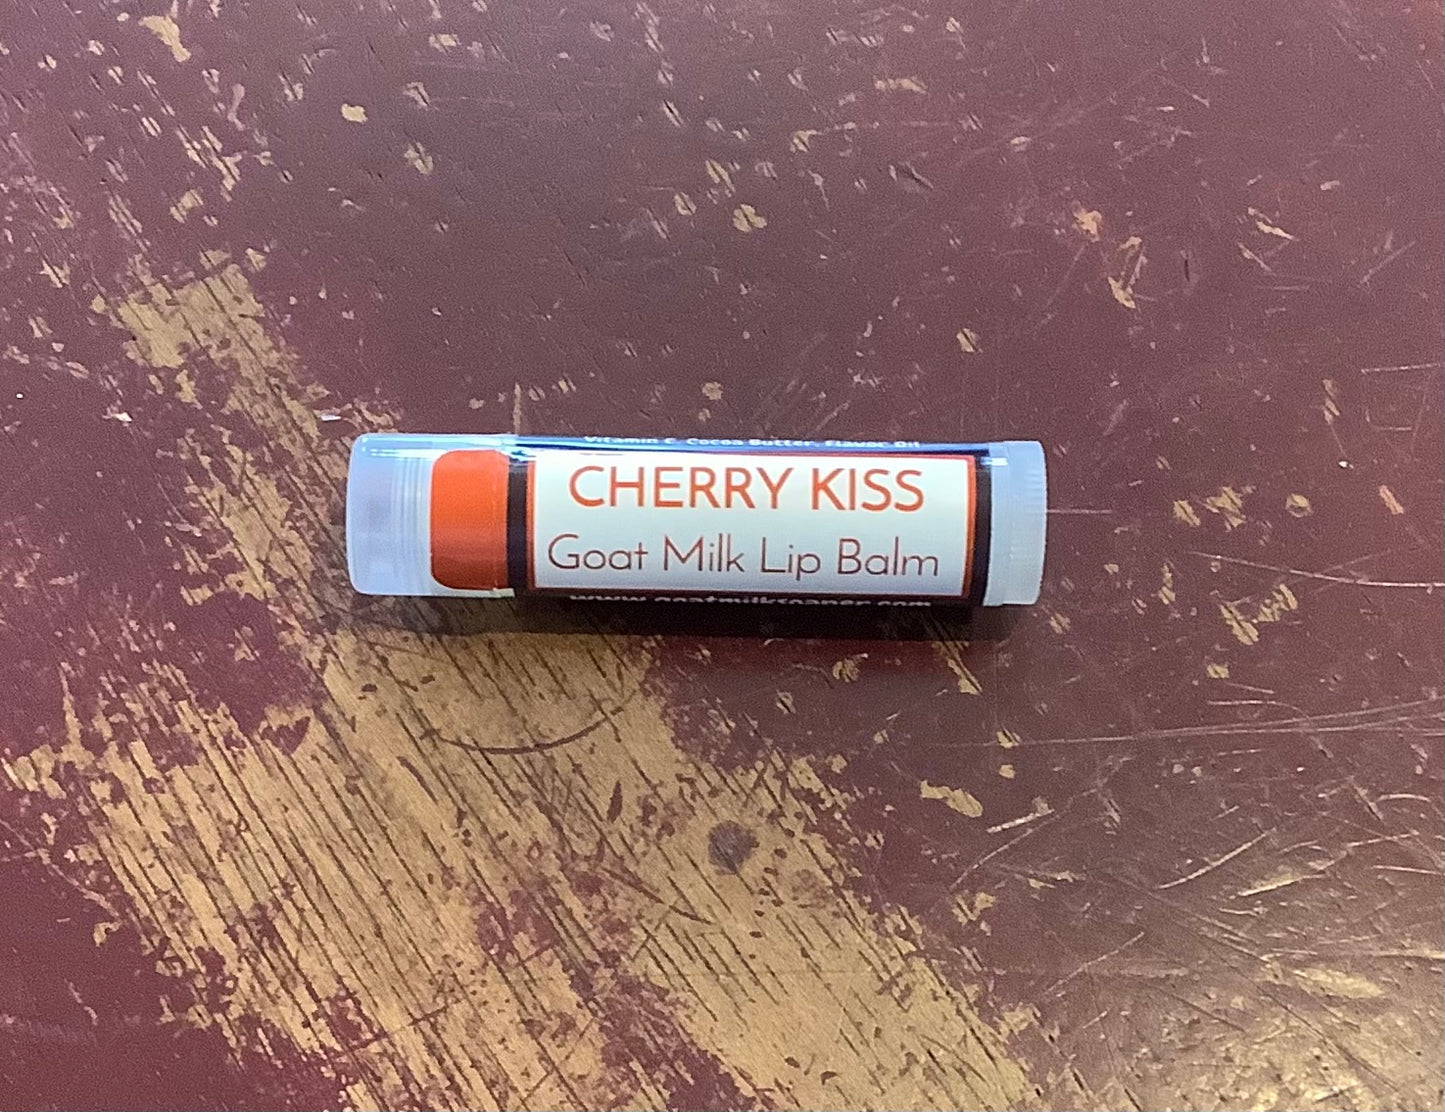 Vitamin E, Cocoa Butter, Flavor Oil
CHERRY KISS
Goat Milk Lip Balm
www.goatmilksoaper.com